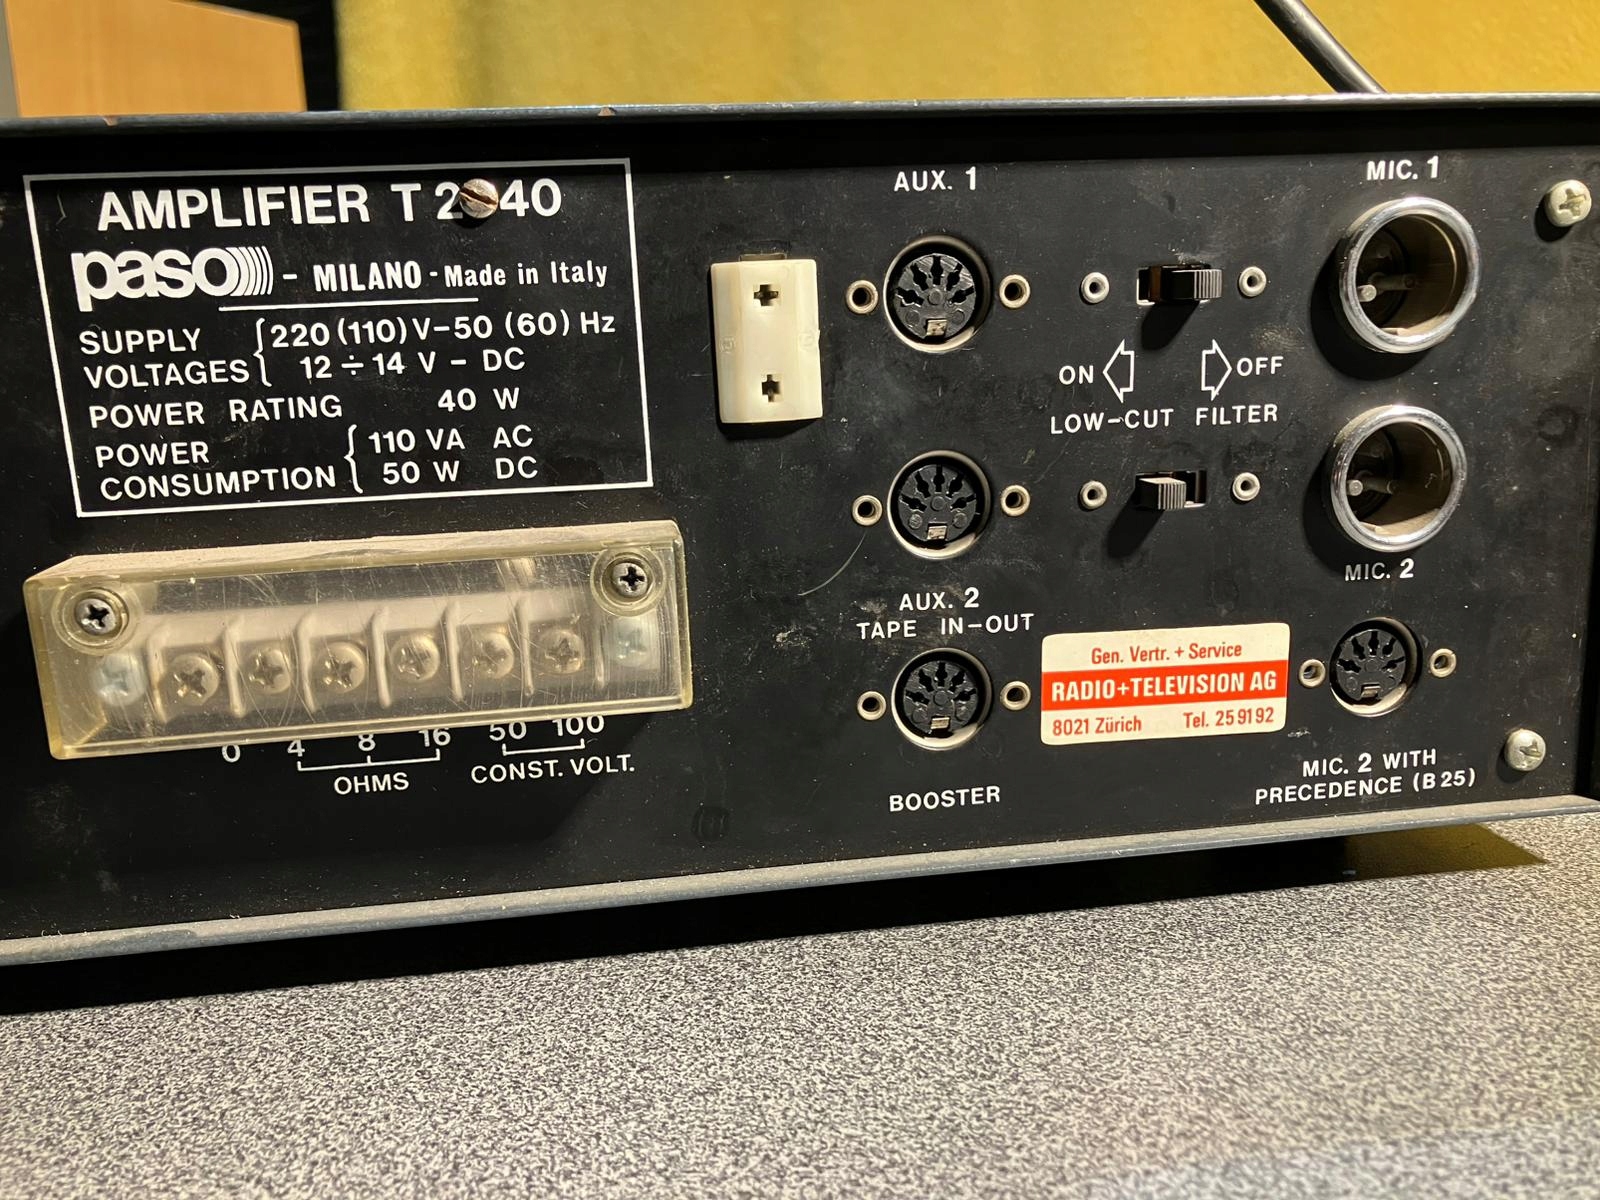 AMPLIFIER T 2 40
paso - MILANO - Made in Italy
SUPPLY VOLTAGES { 220 (110) V-50 (60) Hz
12 ÷ 14 V - DC
POWER RATING 40 W
POWER CONSUMPTION { 110 VA AC
50 W DC
0 4 8 16 50 100
OHMS CONST. VOLT.
AUX. 1
MIC. 1
ON OFF
LOW-CUT FILTER
MIC. 2
AUX. 2
TAPE IN-OUT
Gen. Vertr. + Service
RADIO+TELEVISION AG
8021 Zürich Tel. 25 91 92
BOOSTER
MIC. 2 WITH
PRECEDENCE (B 25)